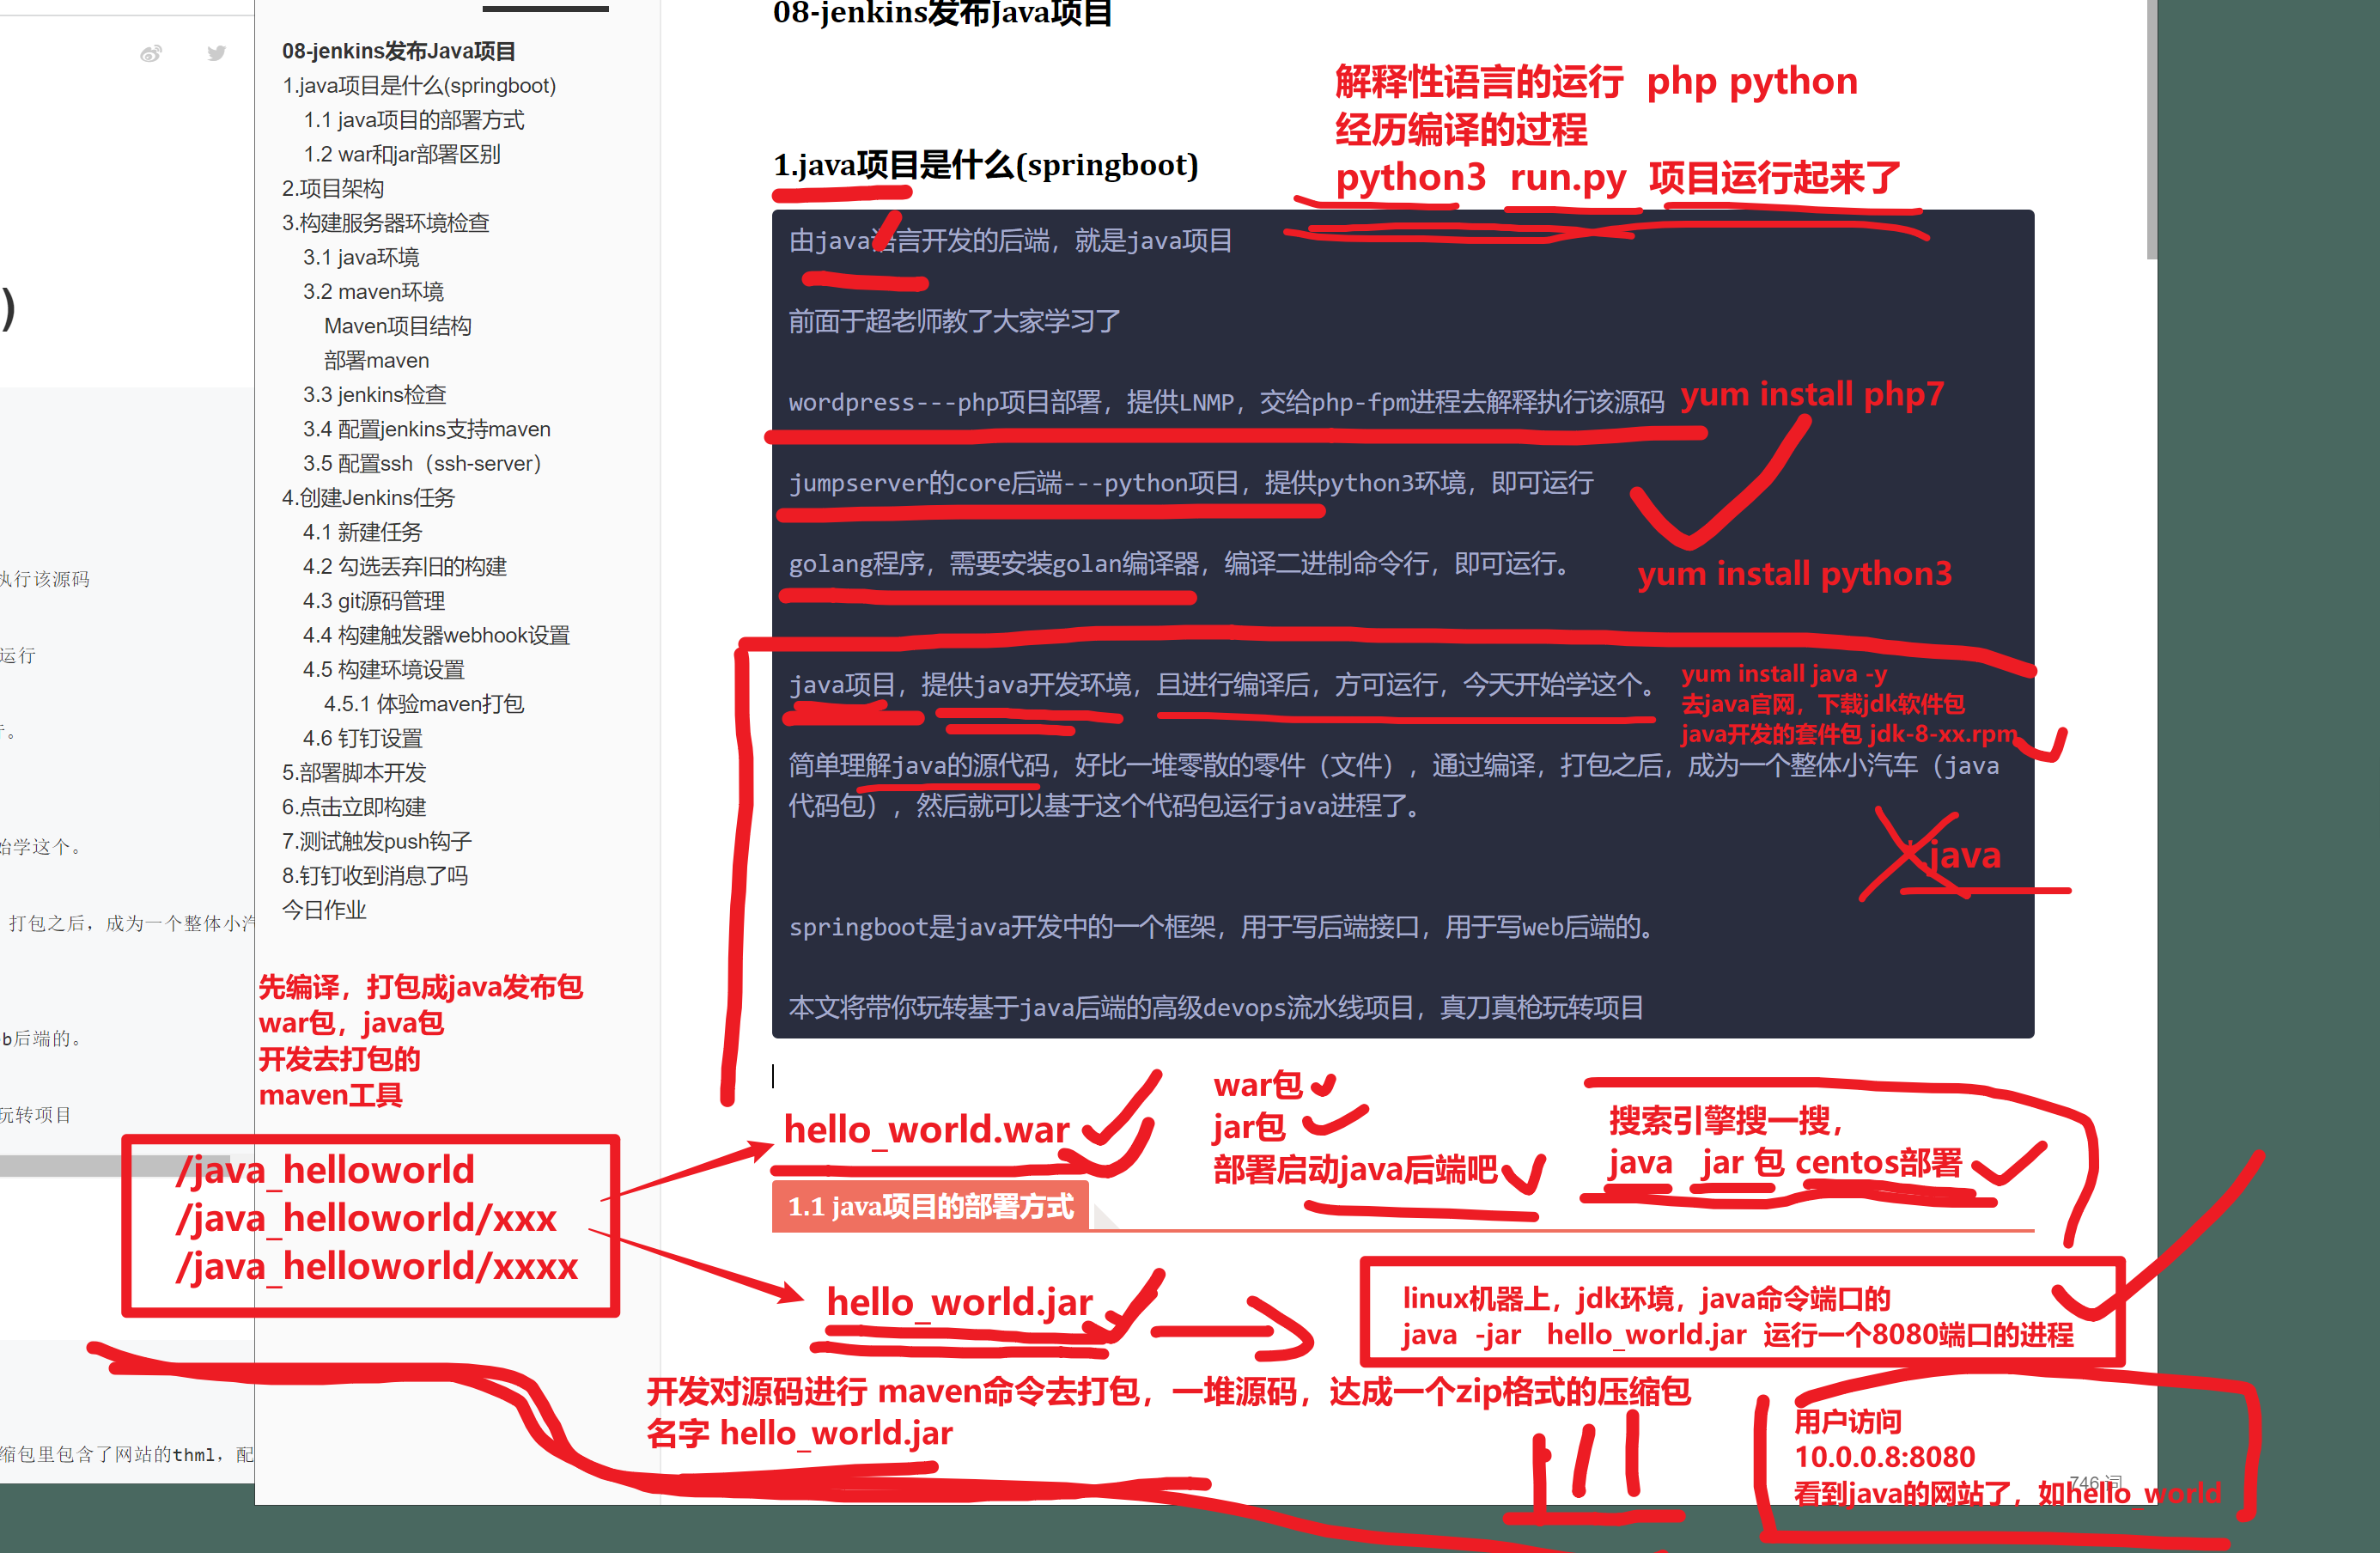 08-jenkins发布Java项目
1.java项目是什么(springboot)
1.1 java项目的部署方式
1.2 war和jar部署区别
2.项目架构
3.构建服务器环境检查
3.1 java环境
3.2 maven环境
Maven项目结构
部署maven
3.3 jenkins检查
3.4 配置jenkins支持maven
3.5 配置ssh（ssh-server）
4.创建Jenkins任务
4.1 新建任务
4.2 勾选丢弃旧的构建
4.3 git源码管理
4.4 构建触发器webhook设置
4.5 构建环境设置
4.5.1 体验maven打包
4.6 钉钉设置
5.部署脚本开发
6.点击立即构建
7.测试触发push钩子
8.钉钉收到消息了吗
今日作业
先编译，打包成java发布包
war包，java包
开发去打包的
maven工具
/java_helloworld
/java_helloworld/xxx
/java_helloworld/xxxx
)
执行该源码
运行
行。
始学这个。
打包之后，成为一个整体小汽
b后端的。
玩转项目
缩包里包含了网站的thml，配
08-jenkins发布Java项目
解释性语言的运行 php python
经历编译的过程
python3 run.py 项目运行起来了
1.java项目是什么(springboot)
由java语言开发的后端，就是java项目
前面于超老师教了大家学习了
wordpress---php项目部署，提供LNMP，交给php-fpm进程去解释执行该源码
yum install php7
jumpserver的core后端---python项目，提供python3环境，即可运行
golang程序，需要安装golan编译器，编译二进制命令行，即可运行。
yum install python3
java项目，提供java开发环境，且进行编译后，方可运行，今天开始学这个。
yum install java -y
去java官网，下载jdk软件包
java开发的套件包 jdk-8-xx.rpm
简单理解java的源代码，好比一堆零散的零件（文件），通过编译，打包之后，成为一个整体小汽车（java
代码包），然后就可以基于这个代码包运行java进程了。
*.java
springboot是java开发中的一个框架，用于写后端接口，用于写web后端的。
本文将带你玩转基于java后端的高级devops流水线项目，真刀真枪玩转项目
hello_world.war
war包
jar包
部署启动java后端吧
搜索引擎搜一搜，
java jar 包 centos部署
1.1 java项目的部署方式
hello_world.jar
linux机器上，jdk环境，java命令端口的
java -jar hello_world.jar 运行一个8080端口的进程
开发对源码进行 maven命令去打包，一堆源码，达成一个zip格式的压缩包
名字 hello_world.jar
用户访问
10.0.0.8:8080
看到java的网站了，如hello_world
746 词